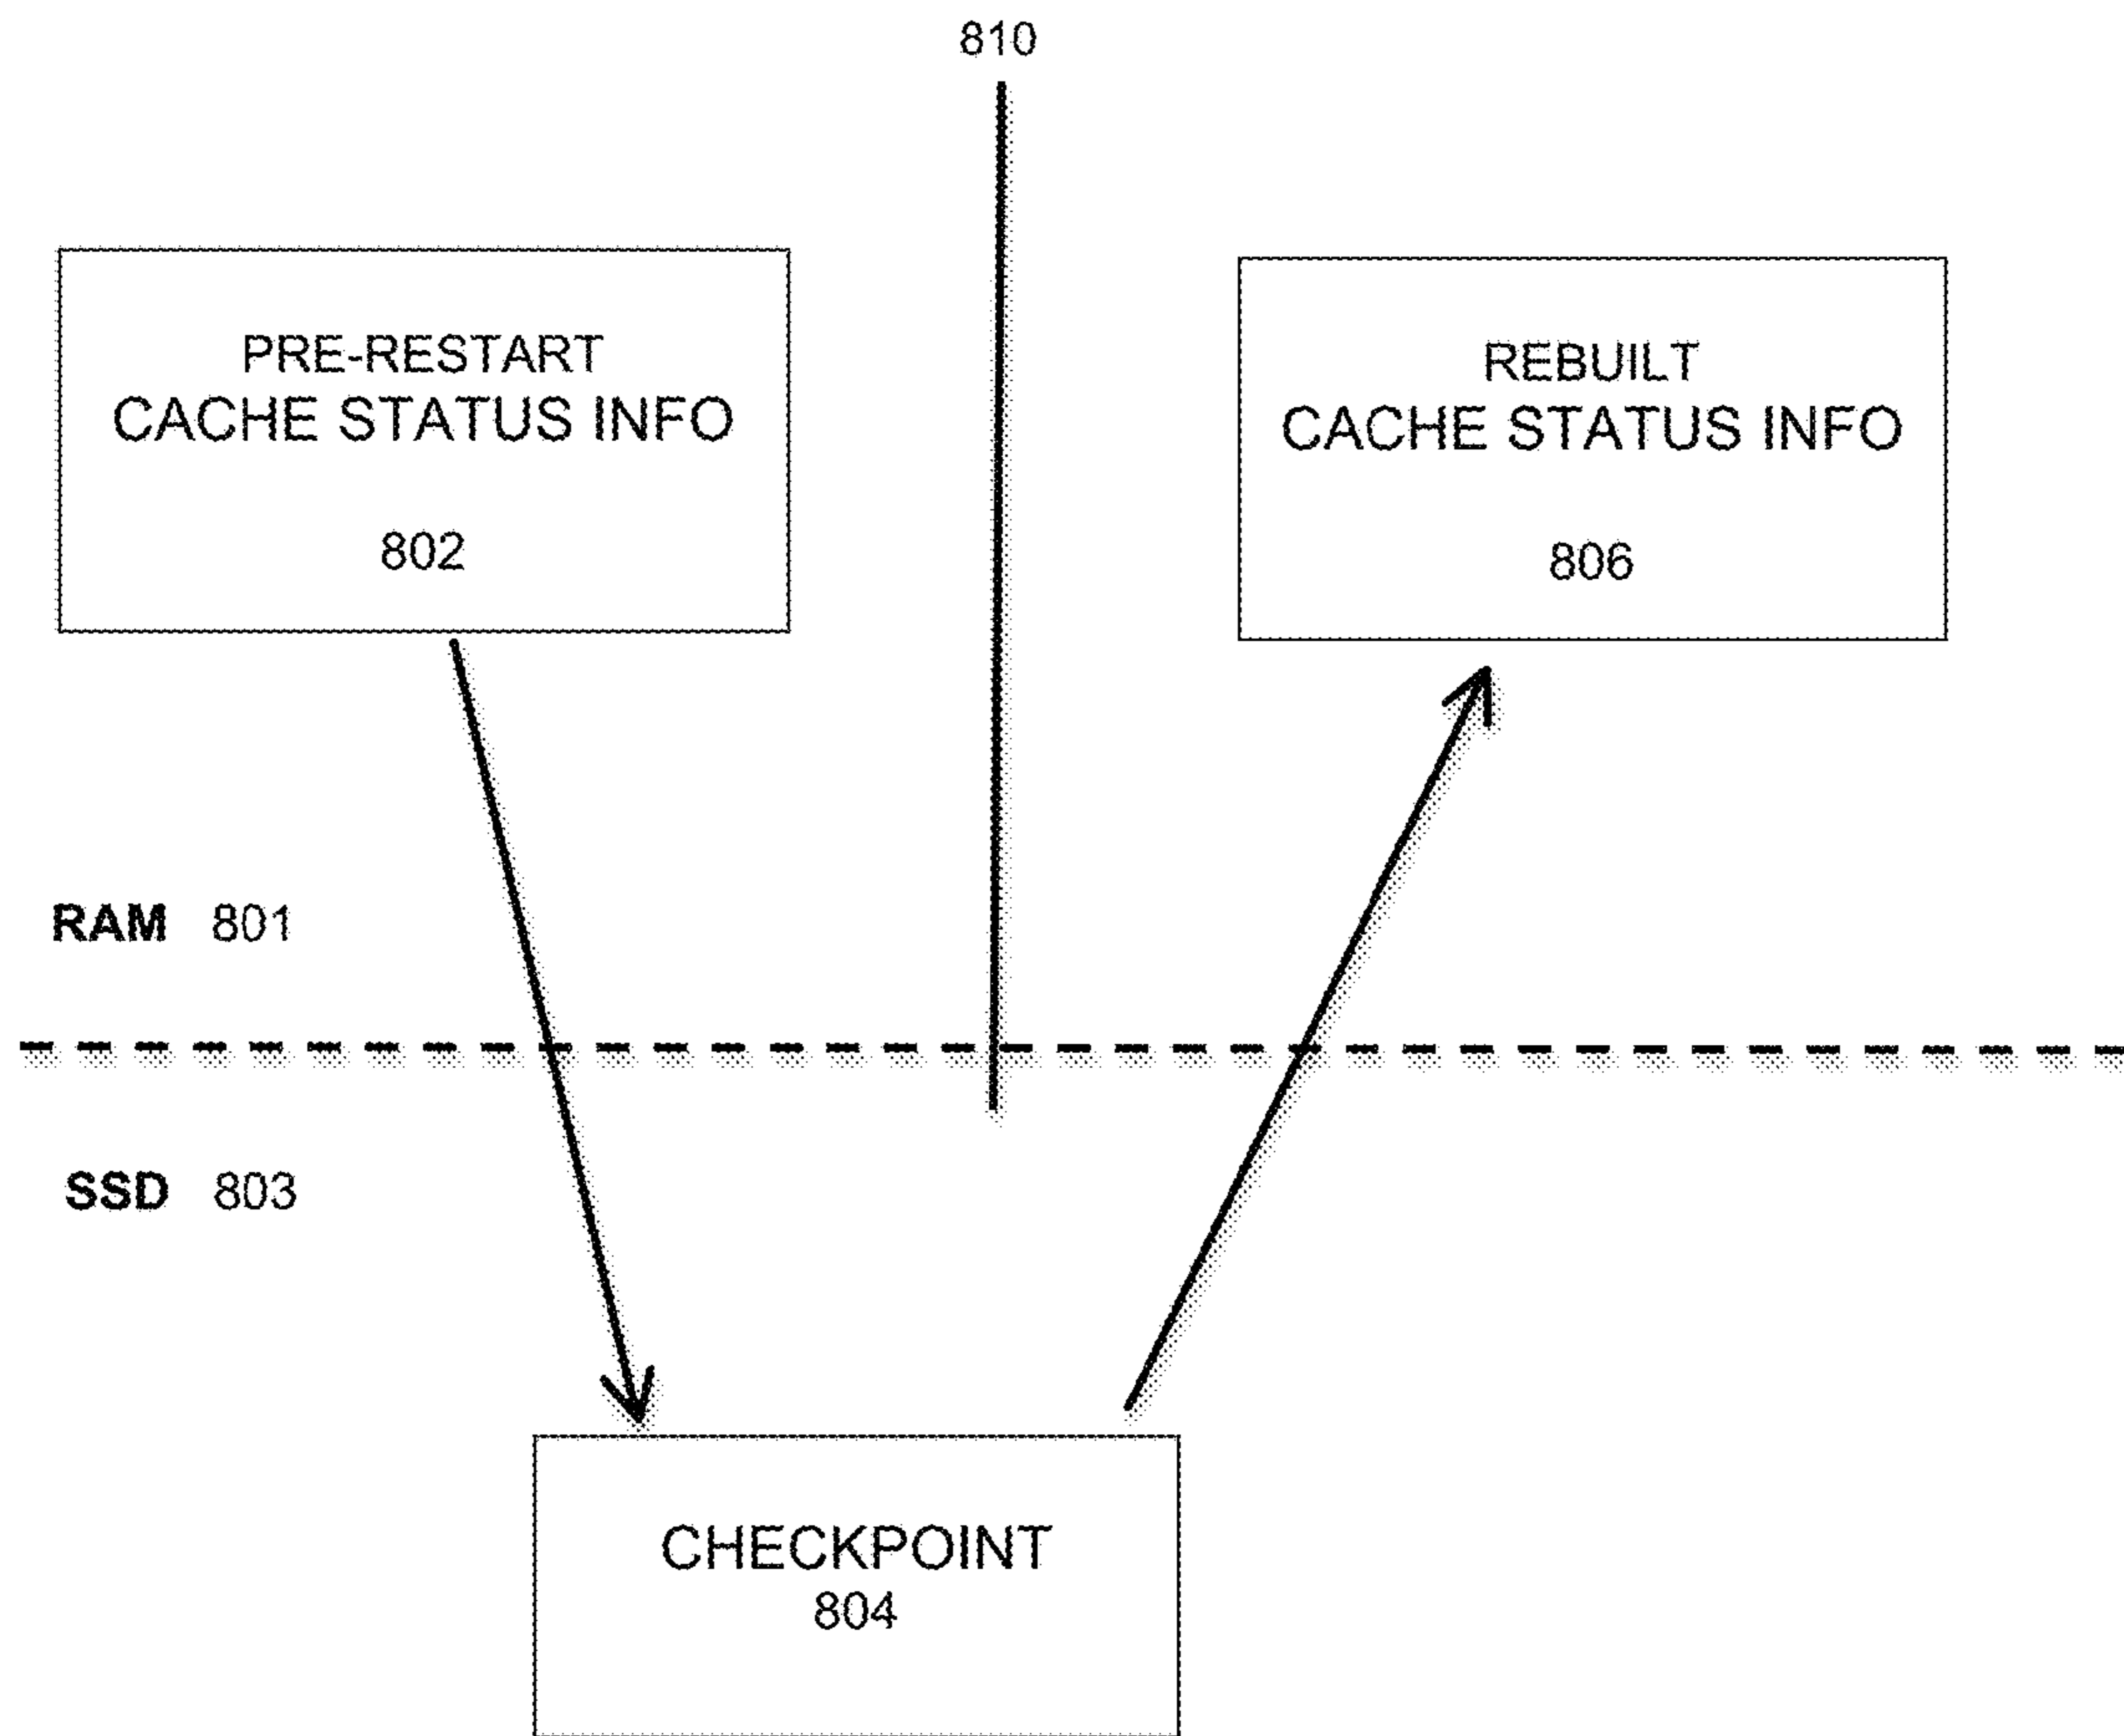 810
PRE-RESTART
CACHE STATUS INFO
802
REBUILT
CACHE STATUS INFO
806
RAM 801
SSD 803
CHECKPOINT
804